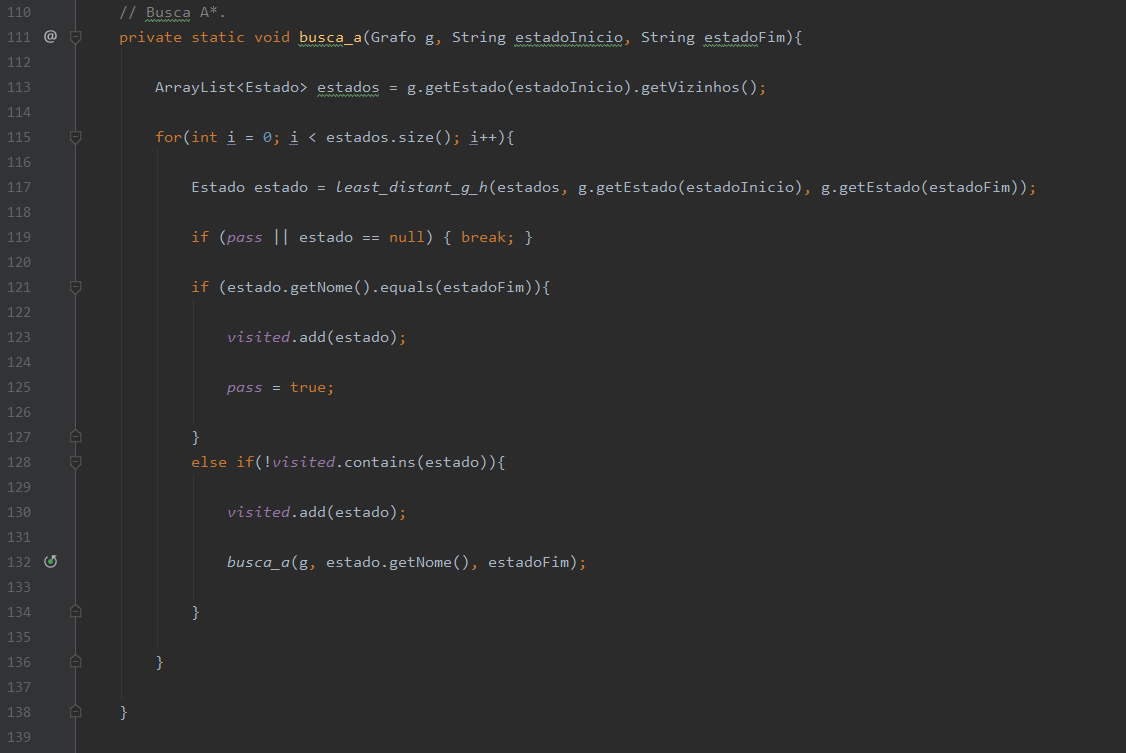 110 // Busca A*.
111 @ private static void busca_a(Grafo g, String estadoInicio, String estadoFim){
112
113 ArrayList<Estado> estados = g.getEstado(estadoInicio).getVizinhos();
114
115 for(int i = 0; i < estados.size(); i++){
116
117 Estado estado = least_distant_g_h(estados, g.getEstado(estadoInicio), g.getEstado(estadoFim));
118
119 if (pass || estado == null) { break; }
120
121 if (estado.getNome().equals(estadoFim)){
122
123 visited.add(estado);
124
125 pass = true;
126
127 }
128 else if(!visited.contains(estado)){
129
130 visited.add(estado);
131
132 busca_a(g, estado.getNome(), estadoFim);
133
134 }
135
136 }
137
138 }
139